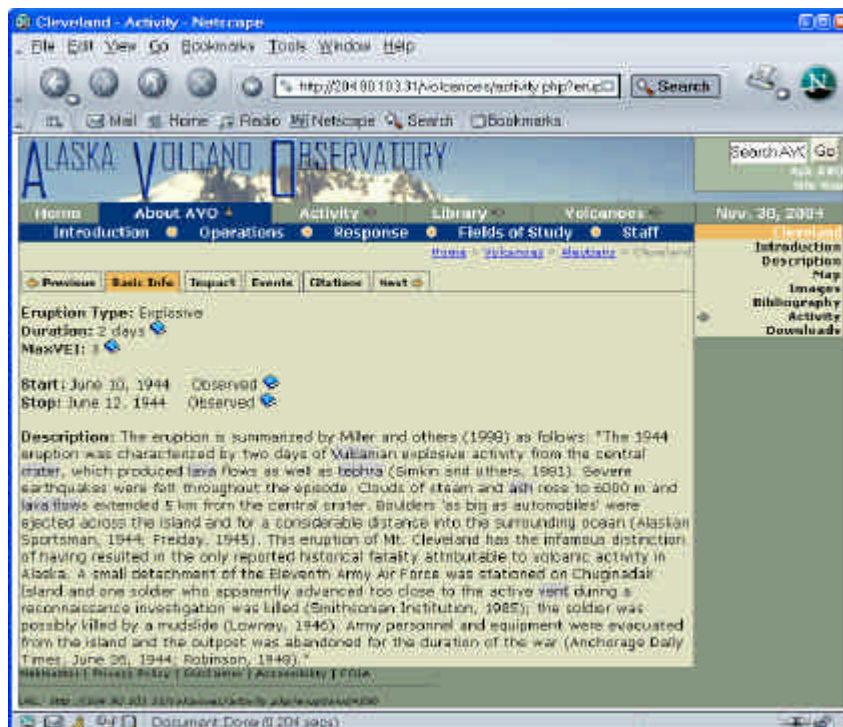 Cleveland - Activity - Netscape
File Edit View Go Bookmarks Tools Window Help
Search
Mail Home Radio Netscape Search Bookmarks
ALASKA VOLCANO OBSERVATORY
Search AVO Go
Home About AVO Activity Library Volcanoes Nov. 30, 2004
Introduction Operations Response Fields of Study Staff
Home > Volcanoes > Aleutians > Cleveland
Cleveland
Introduction
Description
Map
Images
Bibliography
Activity
Downloads
Previous Basic Info Impact Events Citations Next
Eruption Type: Explosive
Duration: 2 days
MaxVEI: 3
Start: June 10, 1944 Observed
Stop: June 12, 1944 Observed
Description: The eruption is summarized by Miller and others (1998) as follows: "The 1944
eruption was characterized by two days of Vulcanian explosive activity from the central
crater, which produced lava flows as well as tephra (Simkin and others, 1981). Severe
earthquakes were felt throughout the episode. Clouds of steam and ash rose to 6000 m and
lava flows extended 5 km from the central crater. Boulders 'as big as automobiles' were
ejected across the island and for a considerable distance into the surrounding ocean (Alaskan
Sportsman, 1944; Freiday, 1945). This eruption of Mt. Cleveland has the infamous distinction
of having resulted in the only reported historical fatality attributable to volcanic activity in
Alaska. A small detachment of the Eleventh Army Air Force was stationed on Chuginadak
Island and one soldier who apparently advanced too close to the active vent during a
reconnaissance investigation was killed (Smithsonian Institution, 1985); the soldier was
possibly killed by a mudslide (Lowney, 1946). Army personnel and equipment were evacuated
from the island and the outpost was abandoned for the duration of the war (Anchorage Daily
Times, June 1944; Robinson, 1948)."
Privacy Policy | Disclaimer | Accessibility | FOIA
Document: Done (0.204 secs)